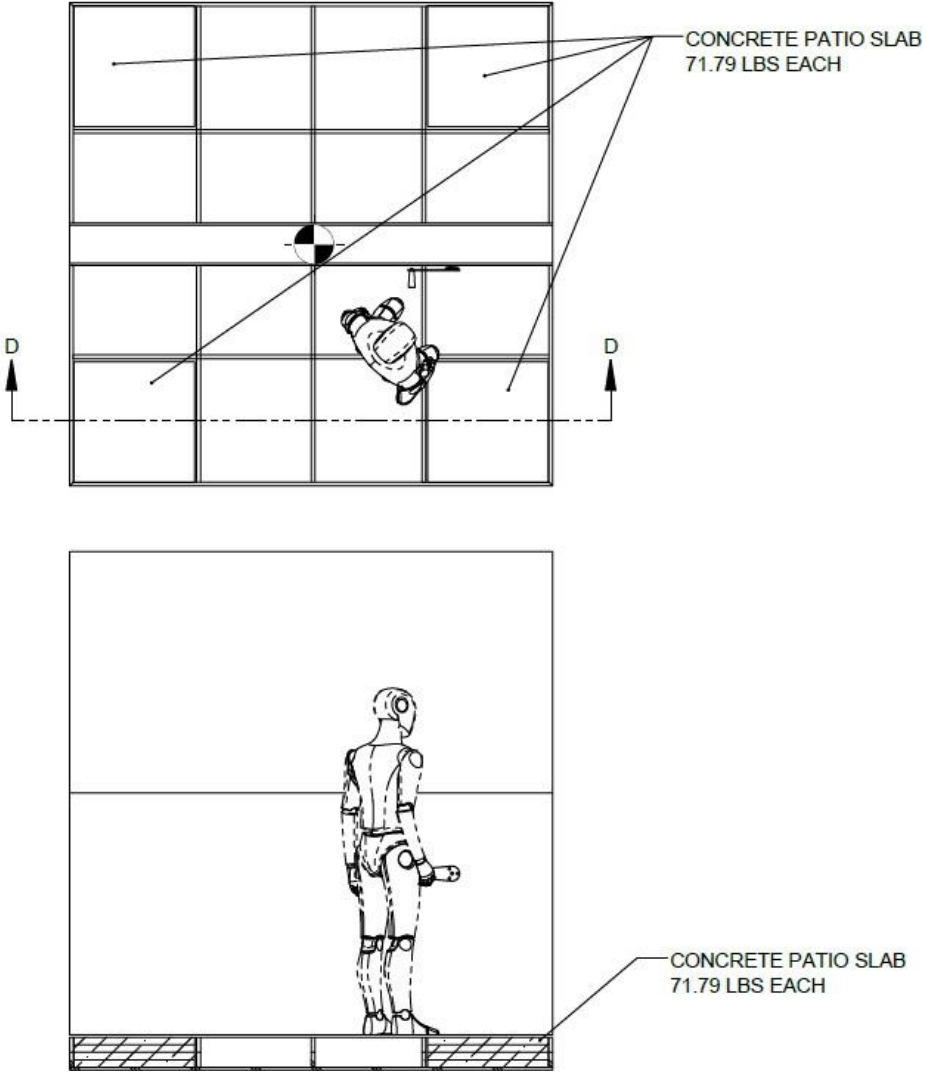 CONCRETE PATIO SLAB
71.79 LBS EACH
D
D
CONCRETE PATIO SLAB
71.79 LBS EACH